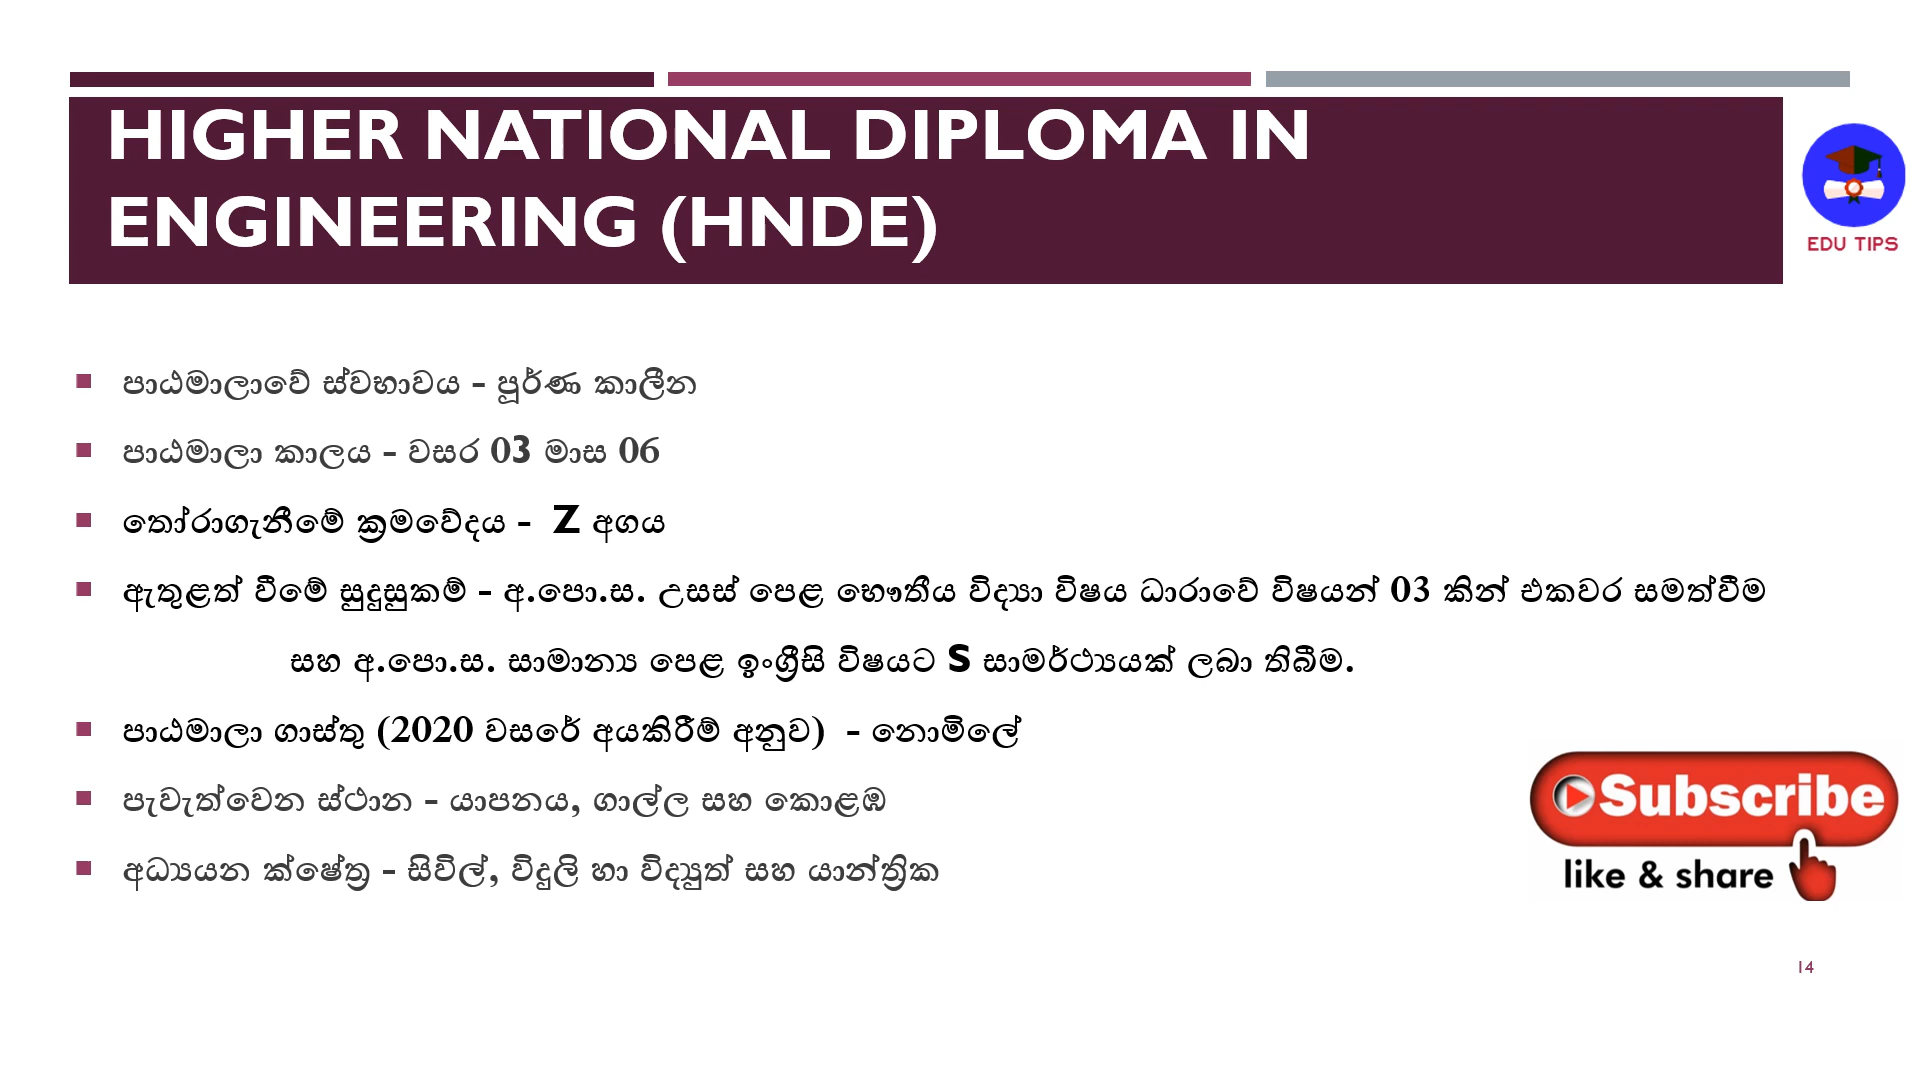 HIGHER NATIONAL DIPLOMA IN
ENGINEERING (HNDE)
EDU TIPS
පාඨමාලාවේ ස්වභාවය - පූර්ණ කාලීන
පාඨමාලා කාලය - වසර 03 මාස 06
තෝරාගැනීමේ ක්‍රමවේදය - Z අගය
ඇතුළත් වීමේ සුදුසුකම් - අ.පො.ස. උසස් පෙළ භෞතීය විද්‍යා විෂය ධාරාවේ විෂයන් 03 කින් එකවර සමත්වීම
සහ අ.පො.ස. සාමාන්‍ය පෙළ ඉංග්‍රීසි විෂයට S සාමර්ථ්‍යයක් ලබා තිබීම.
පාඨමාලා ගාස්තු (2020 වසරේ අයකිරීම් අනුව) - නොමිලේ
පැවැත්වෙන ස්ථාන - යාපනය, ගාල්ල සහ කොළඹ
අධ්‍යයන ක්ෂේත්‍ර - සිවිල්, විදුලි හා විද්‍යුත් සහ යාන්ත්‍රික
Subscribe
like & share
14